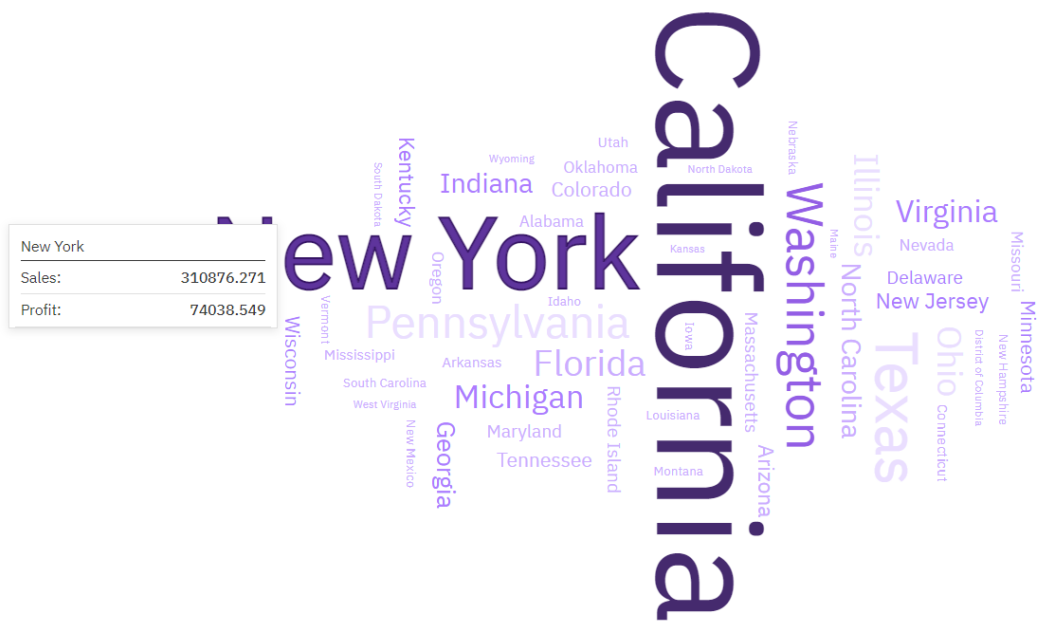 California
Nebraska
Utah
Kentucky
Wyoming
Oklahoma
North Dakota
Illinois
South Dakota
Indiana
Colorado
Washington
Virginia
New York
Alabama
Maine
Nevada
Missouri
New York
Sales: 310876.271
Profit: 74038.549
Oregon
Kansas
North Carolina
Delaware
New Jersey
Minnesota
Vermont
Idaho
Pennsylvania
Wisconsin
Iowa
Massachusetts
Texas
Ohio
District of Columbia
New Hampshire
Mississippi
Arkansas
Florida
South Carolina
Michigan
Rhode Island
West Virginia
Louisiana
Connecticut
New Mexico
Georgia
Maryland
Tennessee
Montana
Arizona